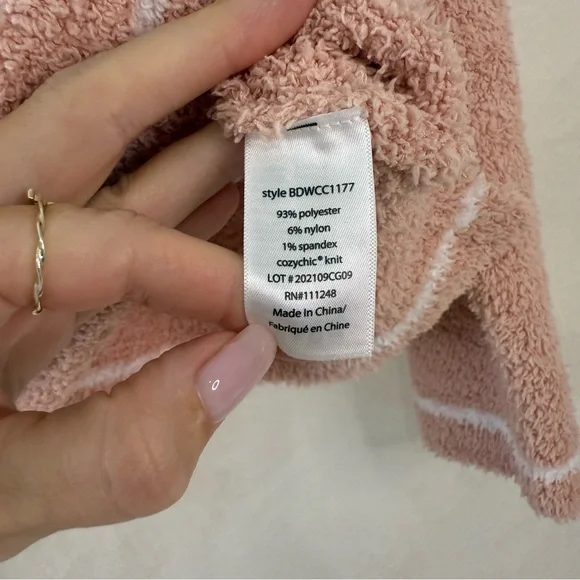 style BDWCC1177
93% polyester
6% nylon
1% spandex
cozychic® knit
LOT # 202109CG09
RN#111248
Made in China/
Fabriqué en Chine